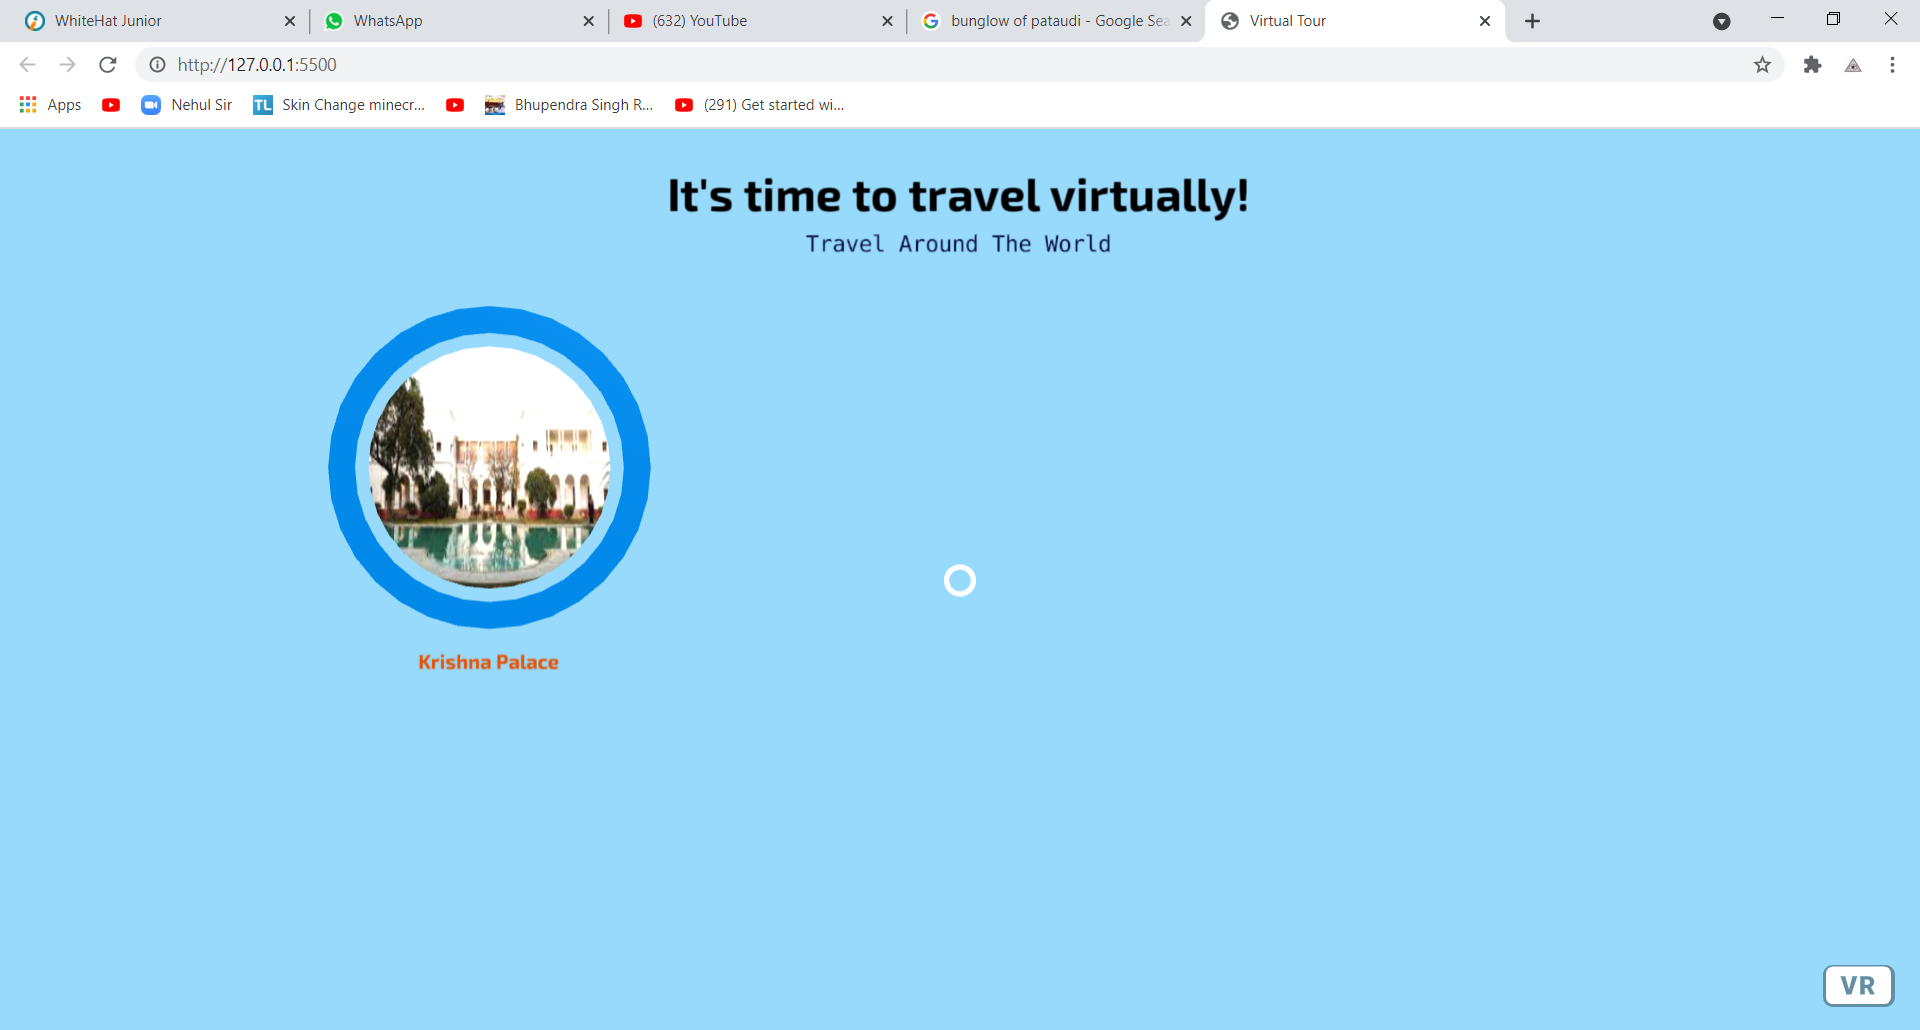 WhiteHat Junior
WhatsApp
(632) YouTube
bunglow of pataudi - Google Sea
Virtual Tour
http://127.0.0.1:5500
Apps
Nehul Sir
TL
Skin Change minecr...
Bhupendra Singh R...
(291) Get started wi...
It's time to travel virtually!
Travel Around The World
Krishna Palace
VR